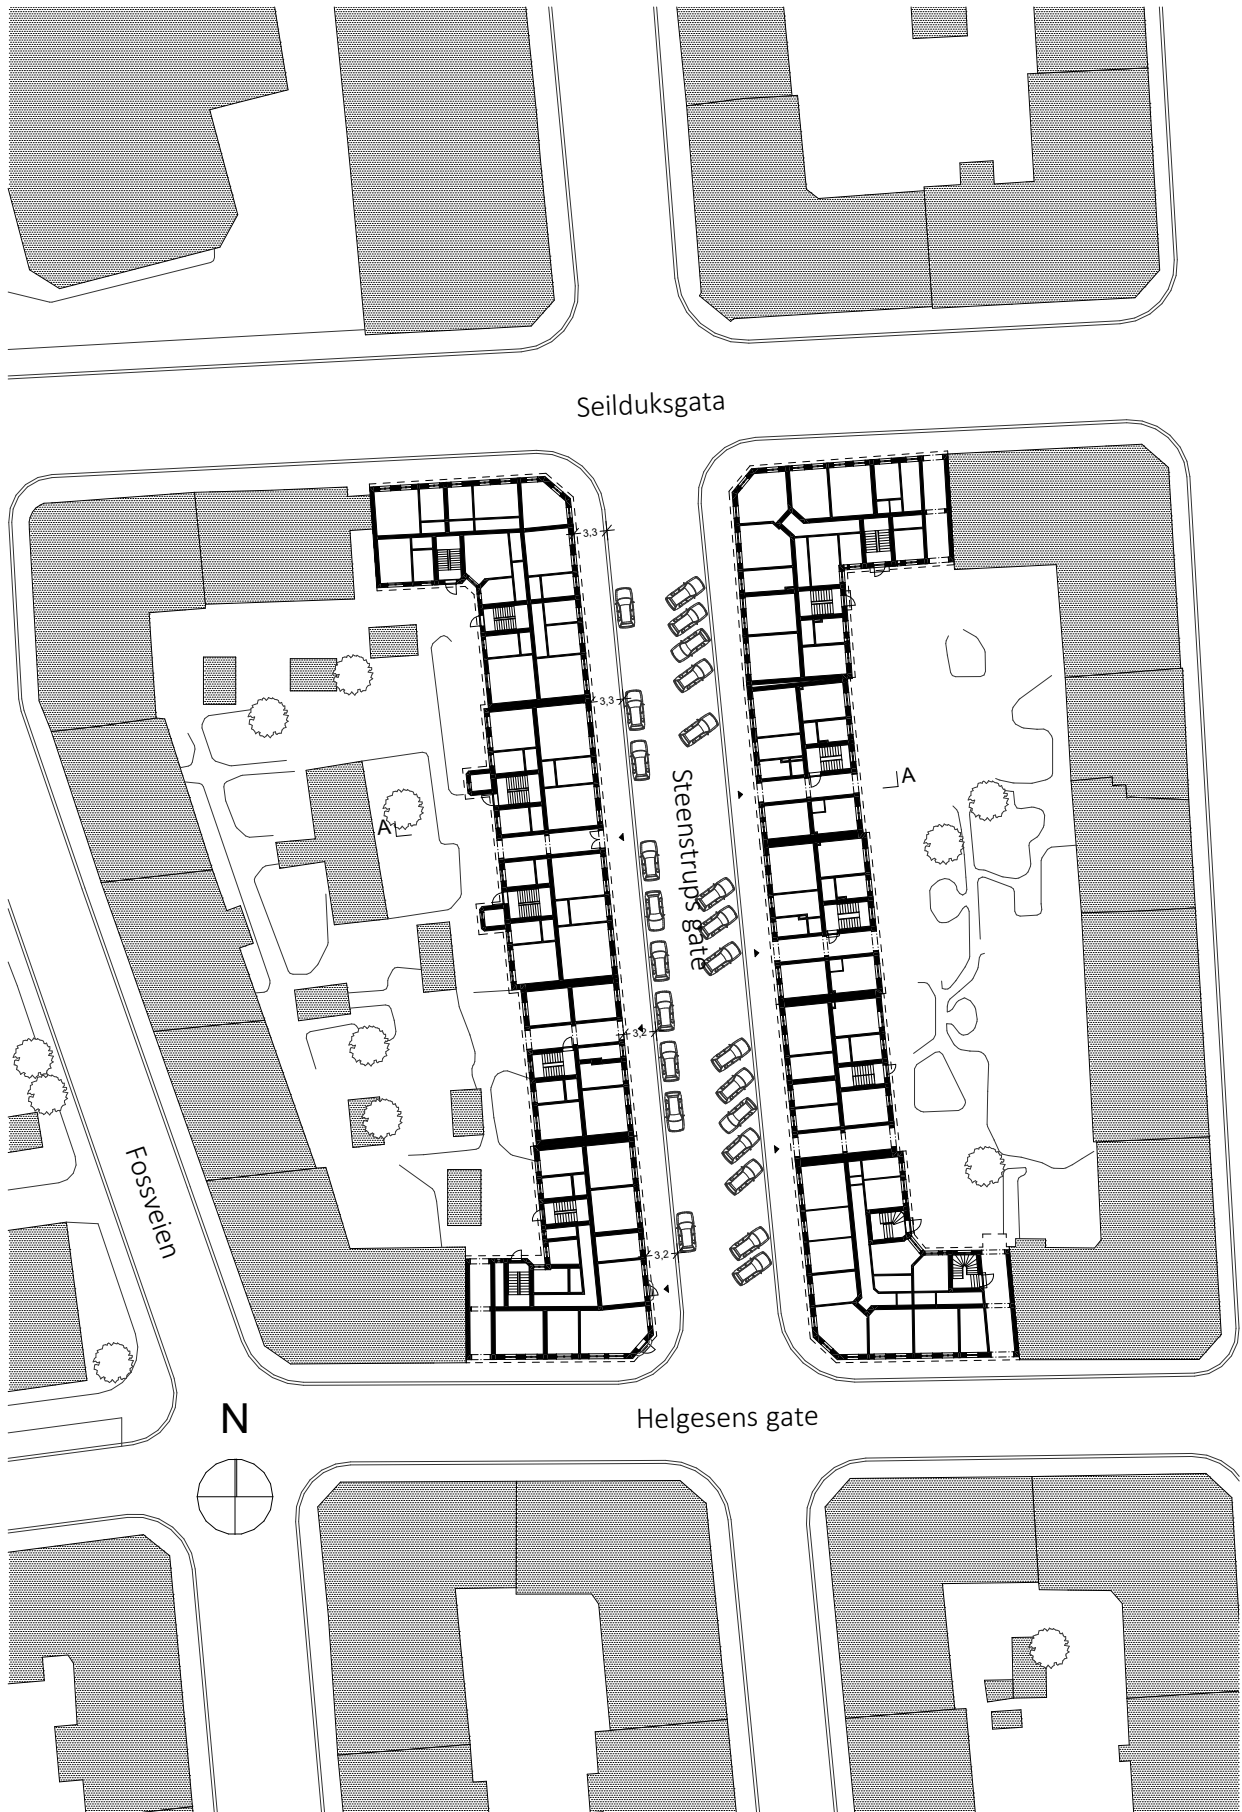 Seilduksgata
3,3
3,3
Steenstrups gate
A
A
3,2
3,2
Fossveien
N
Helgesens gate